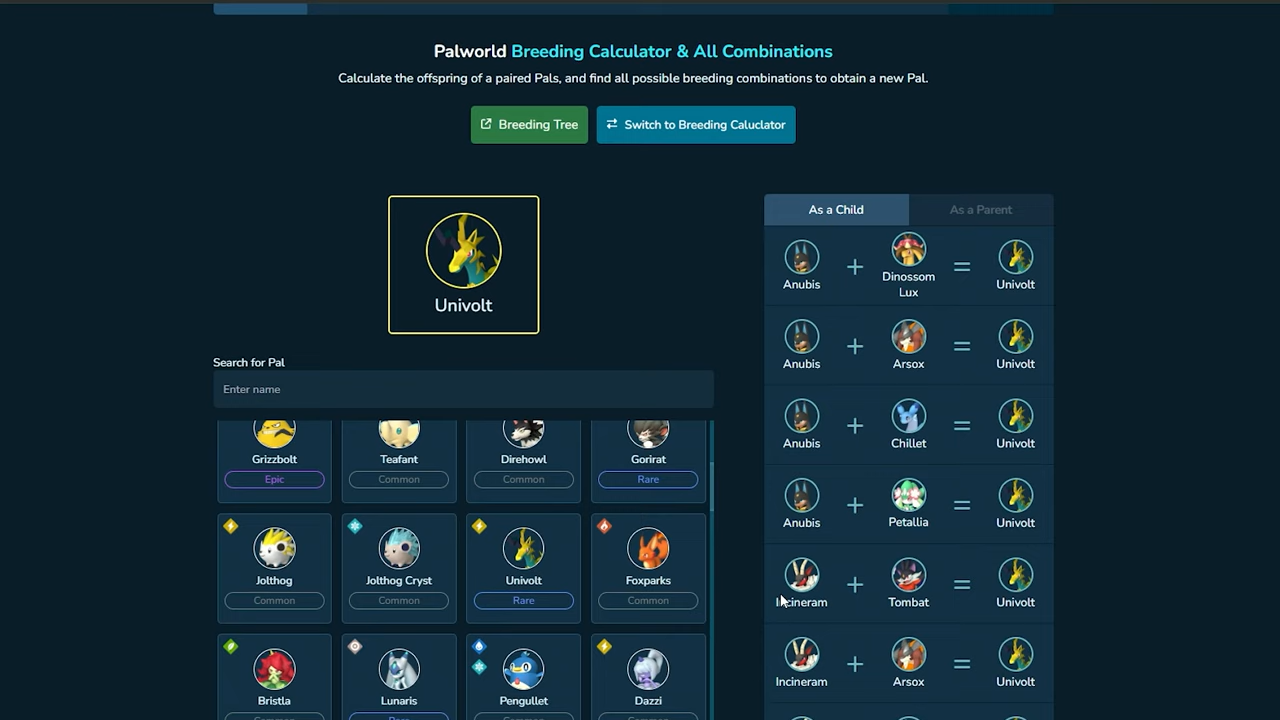 Palworld Breeding Calculator & All Combinations
Calculate the offspring of a paired Pals, and find all possible breeding combinations to obtain a new Pal.
Breeding Tree
Switch to Breeding Caluclator
Univolt
Search for Pal
Enter name
Grizzbolt
Teafant
Direhowl
Gorirat
Epic
Common
Common
Rare
Jolthog
Jolthog Cryst
Univolt
Foxparks
Common
Common
Rare
Common
Bristla
Lunaris
Pengullet
Dazzi
As a Child
As a Parent
Anubis + Dinossom Lux = Univolt
Anubis + Arsox = Univolt
Anubis + Chillet = Univolt
Anubis + Petallia = Univolt
Incineram + Tombat = Univolt
Incineram + Arsox = Univolt